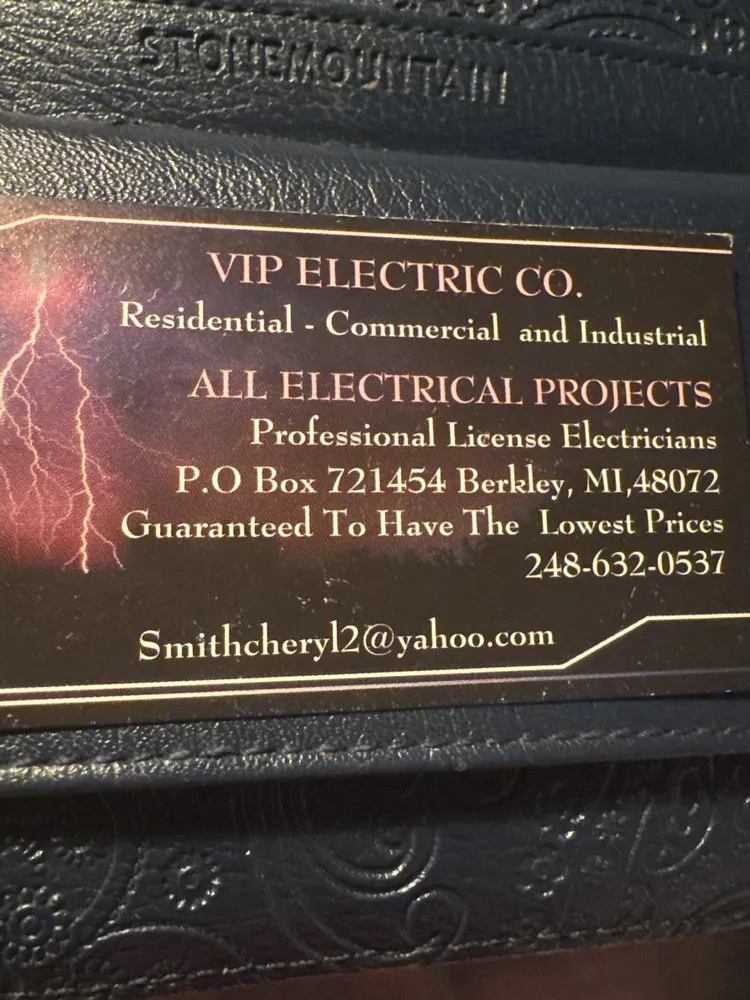 STONEMOUNTAIN
VIP ELECTRIC CO.
Residential - Commercial and Industrial
ALL ELECTRICAL PROJECTS
Professional License Electricians
P.O Box 721454 Berkley, MI,48072
Guaranteed To Have The Lowest Prices
248-632-0537
Smithcheryl2@yahoo.com